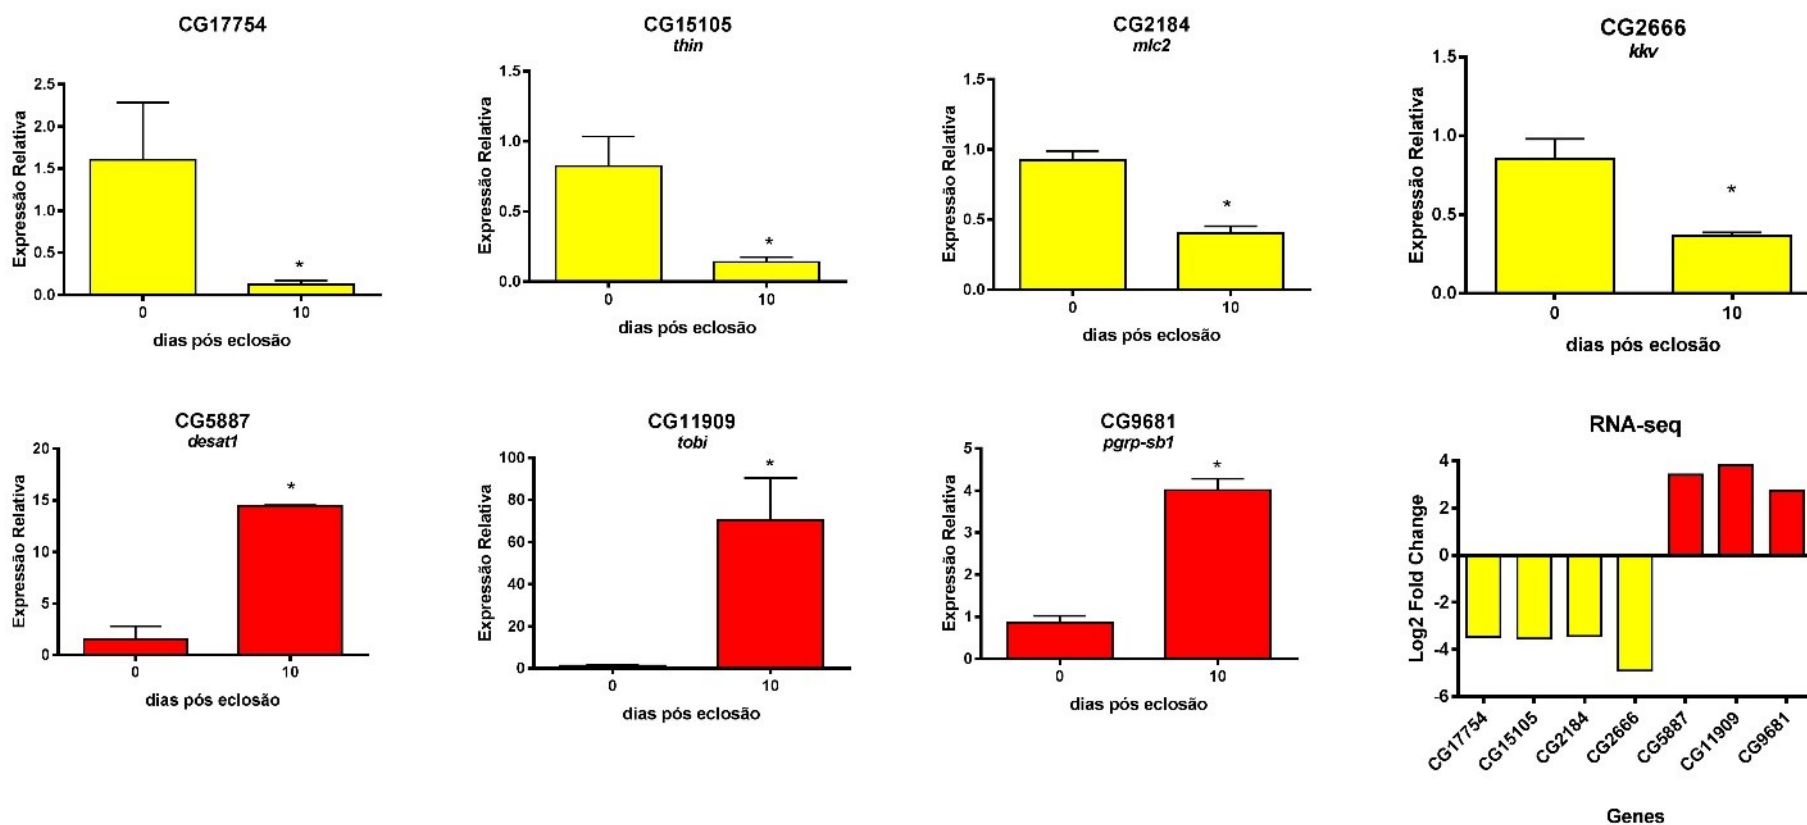 CG17754
Expressão Relativa
2.5
2.0
1.5
1.0
0.5
0.0
*
0
10
dias pós eclosão
CG15105
thin
Expressão Relativa
1.5
1.0
0.5
0.0
*
0
10
dias pós eclosão
CG2184
mlc2
Expressão Relativa
1.5
1.0
0.5
0.0
*
0
10
dias pós eclosão
CG2666
kkv
Expressão Relativa
1.5
1.0
0.5
0.0
*
0
10
dias pós eclosão
CG5887
desat1
Expressão Relativa
20
15
10
5
0
*
0
10
dias pós eclosão
CG11909
tobi
Expressão Relativa
100
80
60
40
20
0
*
0
10
dias pós eclosão
CG9681
pgrp-sb1
Expressão Relativa
5
4
3
2
1
0
*
0
10
dias pós eclosão
RNA-seq
Log2 Fold Change
4
2
0
-2
-4
-6
CG17754
CG15105
CG2184
CG2666
CG5887
CG11909
CG9681
Genes